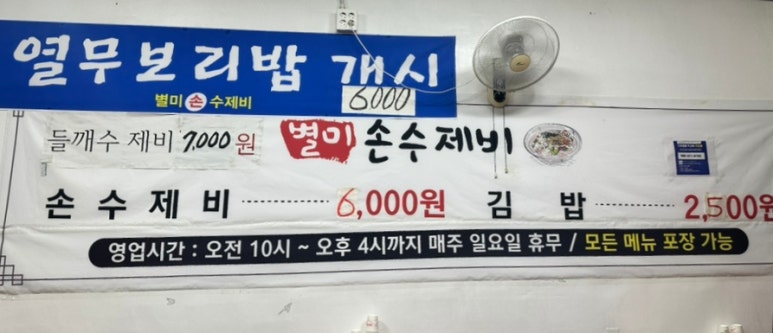 열무보리밥 개시
6000
별미 손 수제비
들깨수 제비 7,000원
별미 손수제비
손수제비 6,000원 김밥 2,500원
영업시간 : 오전 10시 ~ 오후 4시까지 매주 일요일 휴무 / 모든 메뉴 포장 가능